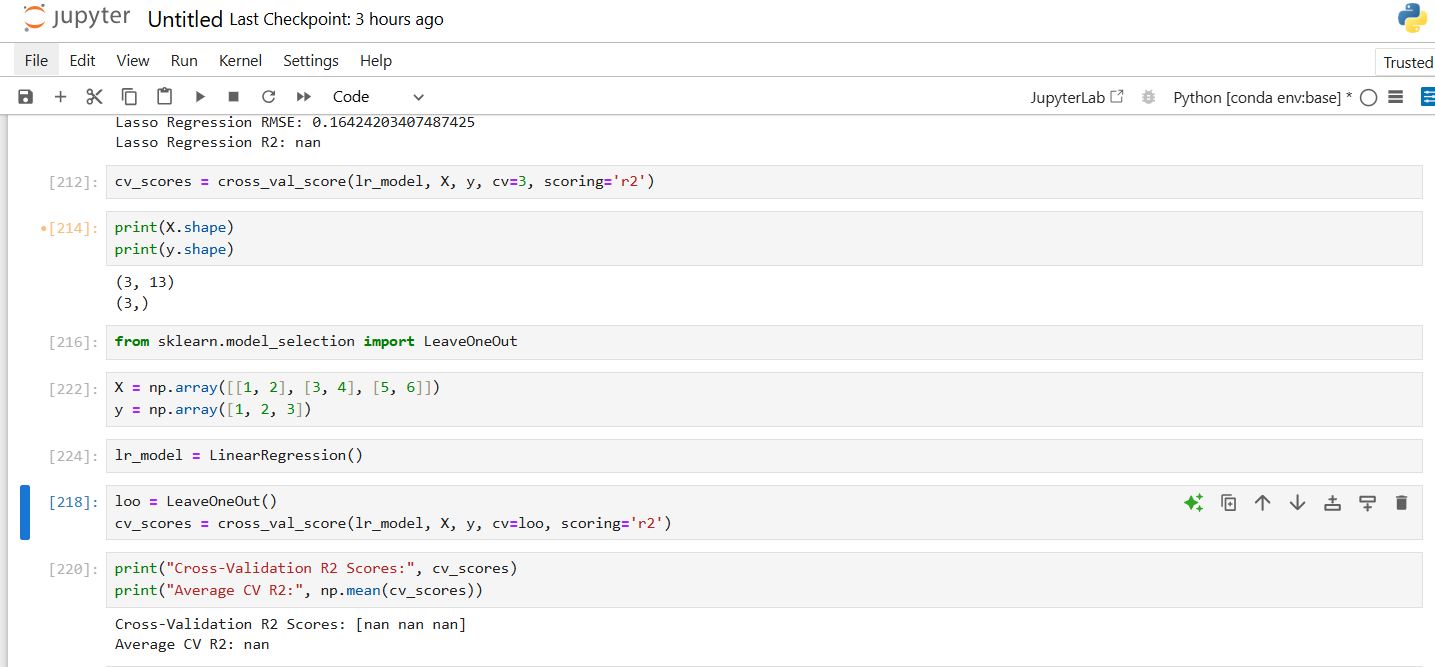 jupyter Untitled Last Checkpoint: 3 hours ago
File Edit View Run Kernel Settings Help
Trusted
Code
JupyterLab
Python [conda env:base] *
Lasso Regression RMSE: 0.16424203407487425
Lasso Regression R2: nan
[212]: cv_scores = cross_val_score(lr_model, X, y, cv=3, scoring='r2')
•[214]: print(X.shape)
print(y.shape)
(3, 13)
(3,)
[216]: from sklearn.model_selection import LeaveOneOut
[222]: X = np.array([[1, 2], [3, 4], [5, 6]])
y = np.array([1, 2, 3])
[224]: lr_model = LinearRegression()
[218]: loo = LeaveOneOut()
cv_scores = cross_val_score(lr_model, X, y, cv=loo, scoring='r2')
[220]: print("Cross-Validation R2 Scores:", cv_scores)
print("Average CV R2:", np.mean(cv_scores))
Cross-Validation R2 Scores: [nan nan nan]
Average CV R2: nan